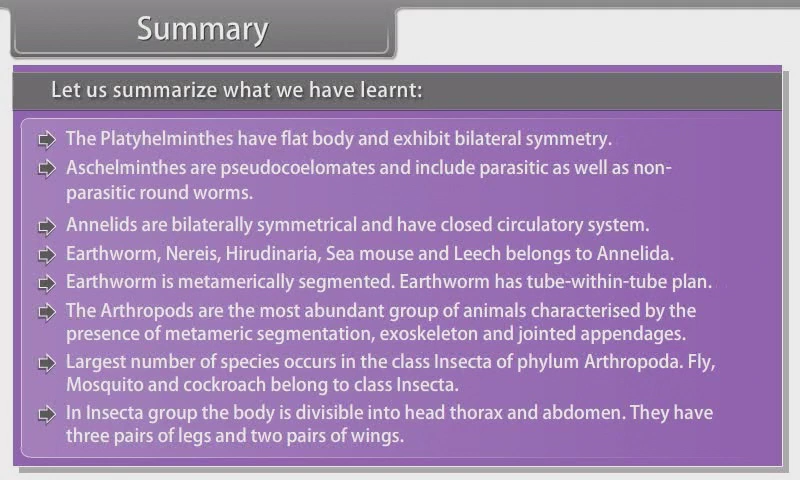 Summary
Let us summarize what we have learnt:
The Platyhelminthes have flat body and exhibit bilateral symmetry.
Aschelminthes are pseudocoelomates and include parasitic as well as non-
parasitic round worms.
Annelids are bilaterally symmetrical and have closed circulatory system.
Earthworm, Nereis, Hirudinaria, Sea mouse and Leech belongs to Annelida.
Earthworm is metamerically segmented. Earthworm has tube-within-tube plan.
The Arthropods are the most abundant group of animals characterised by the
presence of metameric segmentation, exoskeleton and jointed appendages.
Largest number of species occurs in the class Insecta of phylum Arthropoda. Fly,
Mosquito and cockroach belong to class Insecta.
In Insecta group the body is divisible into head thorax and abdomen. They have
three pairs of legs and two pairs of wings.